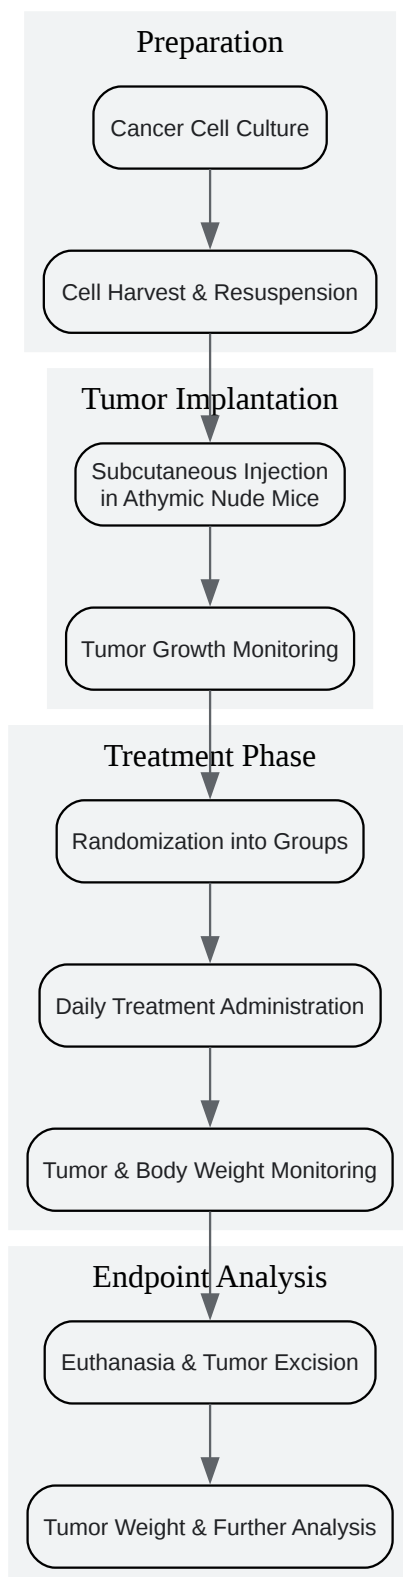 Preparation
Cancer Cell Culture
Cell Harvest & Resuspension
Tumor Implantation
Subcutaneous Injection
in Athymic Nude Mice
Tumor Growth Monitoring
Treatment Phase
Randomization into Groups
Daily Treatment Administration
Tumor & Body Weight Monitoring
Endpoint Analysis
Euthanasia & Tumor Excision
Tumor Weight & Further Analysis